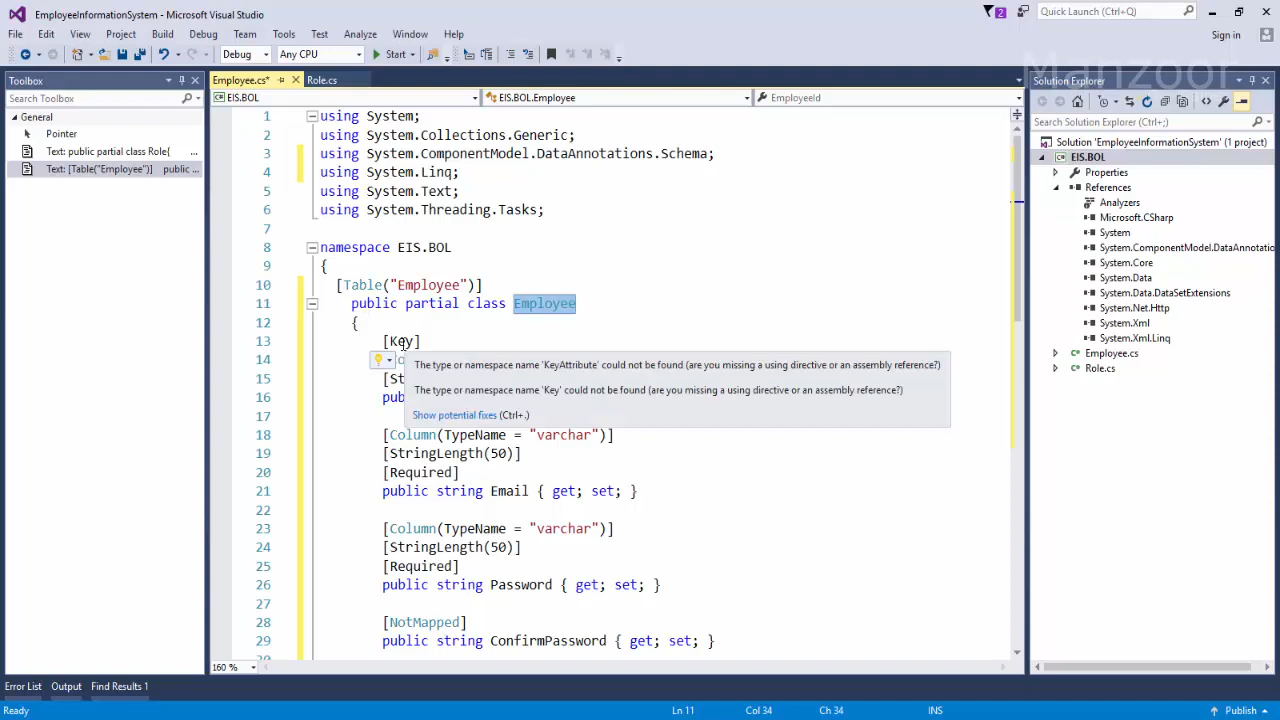 EmployeeInformationSystem - Microsoft Visual Studio
2
Quick Launch (Ctrl+Q)
File Edit View Project Build Debug Team Tools Test Analyze Window Help
Sign in
Debug Any CPU Start
Manzoor
Toolbox
Employee.cs* Role.cs
Solution Explorer
Search Toolbox
EIS.BOL EIS.BOL.Employee EmployeeId
General
Pointer
Text: public partial class Role{ ...
Text: [Table("Employee")] public ...
Search Solution Explorer (Ctrl+;)
Solution 'EmployeeInformationSystem' (1 project)
EIS.BOL
Properties
References
Analyzers
Microsoft.CSharp
System
System.ComponentModel.DataAnnotatio
System.Core
System.Data
System.Data.DataSetExtensions
System.Net.Http
System.Xml
System.Xml.Linq
Employee.cs
Role.cs
1 using System;
2 using System.Collections.Generic;
3 using System.ComponentModel.DataAnnotations.Schema;
4 using System.Linq;
5 using System.Text;
6 using System.Threading.Tasks;
7
8 namespace EIS.BOL
9 {
10 [Table("Employee")]
11 public partial class Employee
12 {
13 [Key]
14
15 [St
16 pub
17
The type or namespace name 'KeyAttribute' could not be found (are you missing a using directive or an assembly reference?)
The type or namespace name 'Key' could not be found (are you missing a using directive or an assembly reference?)
Show potential fixes (Ctrl+.)
18 [Column(TypeName = "varchar")]
19 [StringLength(50)]
20 [Required]
21 public string Email { get; set; }
22
23 [Column(TypeName = "varchar")]
24 [StringLength(50)]
25 [Required]
26 public string Password { get; set; }
27
28 [NotMapped]
29 public string ConfirmPassword { get; set; }
160 %
Error List Output Find Results 1
Ready Ln 11 Col 34 Ch 34 INS Publish